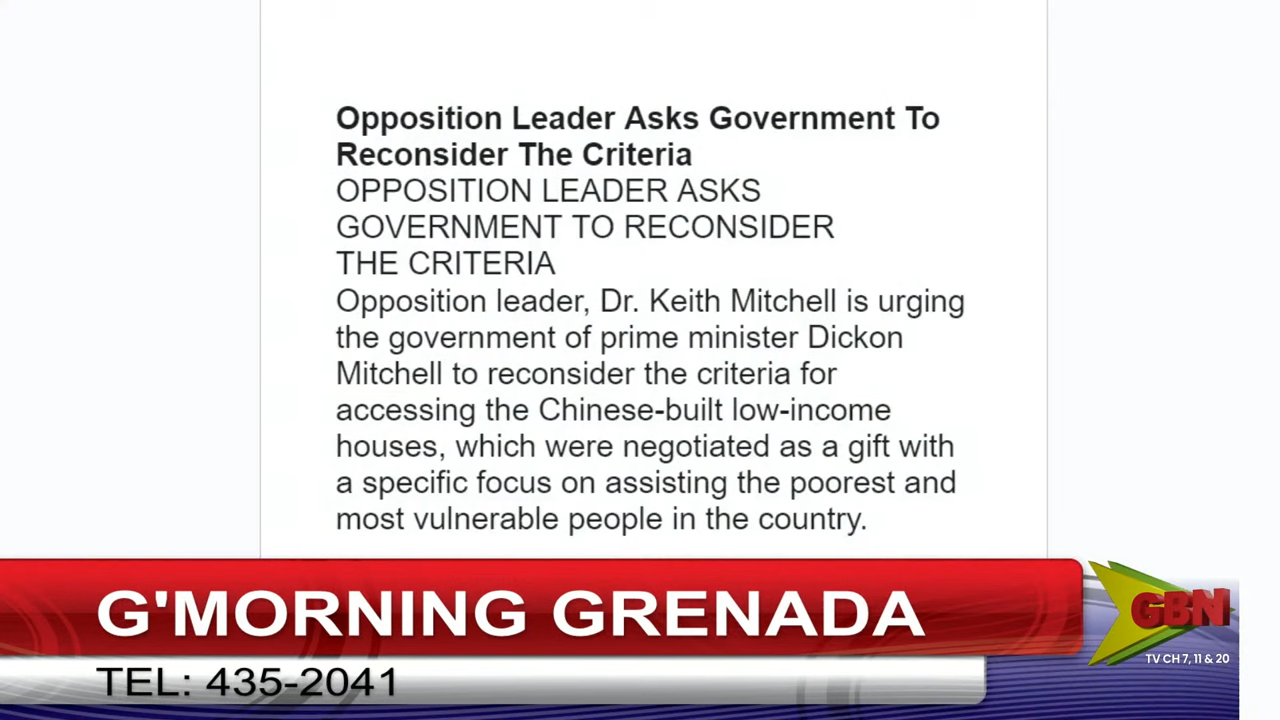 Opposition Leader Asks Government To
Reconsider The Criteria
OPPOSITION LEADER ASKS
GOVERNMENT TO RECONSIDER
THE CRITERIA
Opposition leader, Dr. Keith Mitchell is urging
the government of prime minister Dickon
Mitchell to reconsider the criteria for
accessing the Chinese-built low-income
houses, which were negotiated as a gift with
a specific focus on assisting the poorest and
most vulnerable people in the country.
G'MORNING GRENADA
TEL: 435-2041
GBN
TV CH 7, 11 & 20